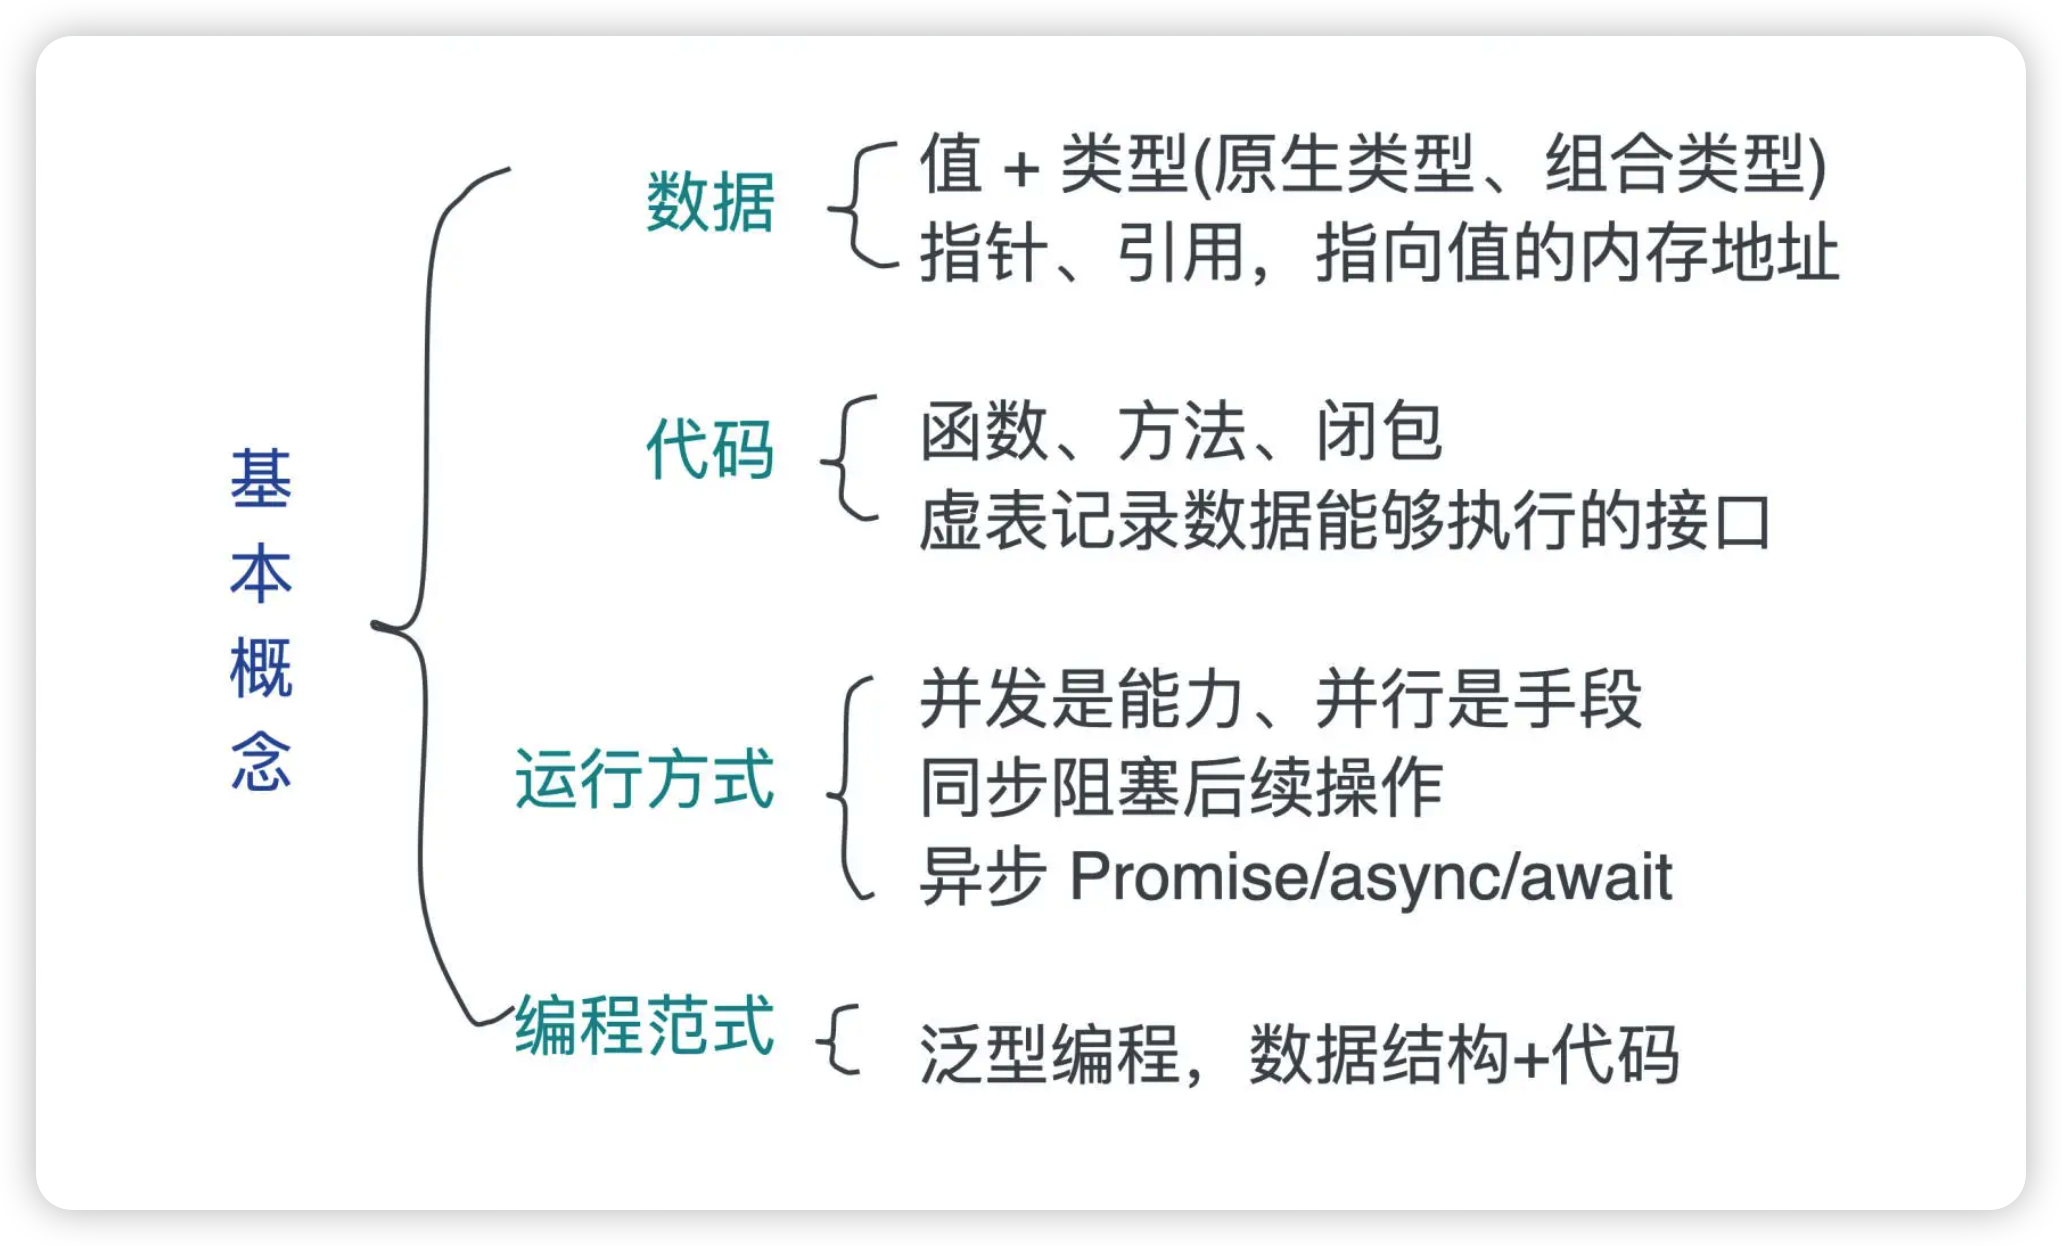 基本概念
数据
值 + 类型(原生类型、组合类型)
指针、引用，指向值的内存地址
代码
函数、方法、闭包
虚表记录数据能够执行的接口
运行方式
并发是能力、并行是手段
同步阻塞后续操作
异步 Promise/async/await
编程范式
泛型编程，数据结构+代码